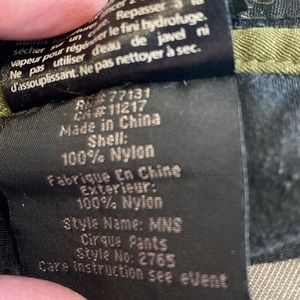 autres
Repasser à la
sécher sur un
vapeur pour régénérer le fini hydrofuge.
Ne pas utiliser d'eau de javel ni
d'assouplissant. Ne pas nettoyer à sec.
RN# 77131
CA# 11217
Made in China
Shell:
100% Nylon
Fabrique En Chine
Exterieur:
100% Nylon
Style Name: MNS
Cirque Pants
Style No: 2765
Care Instruction see eVent